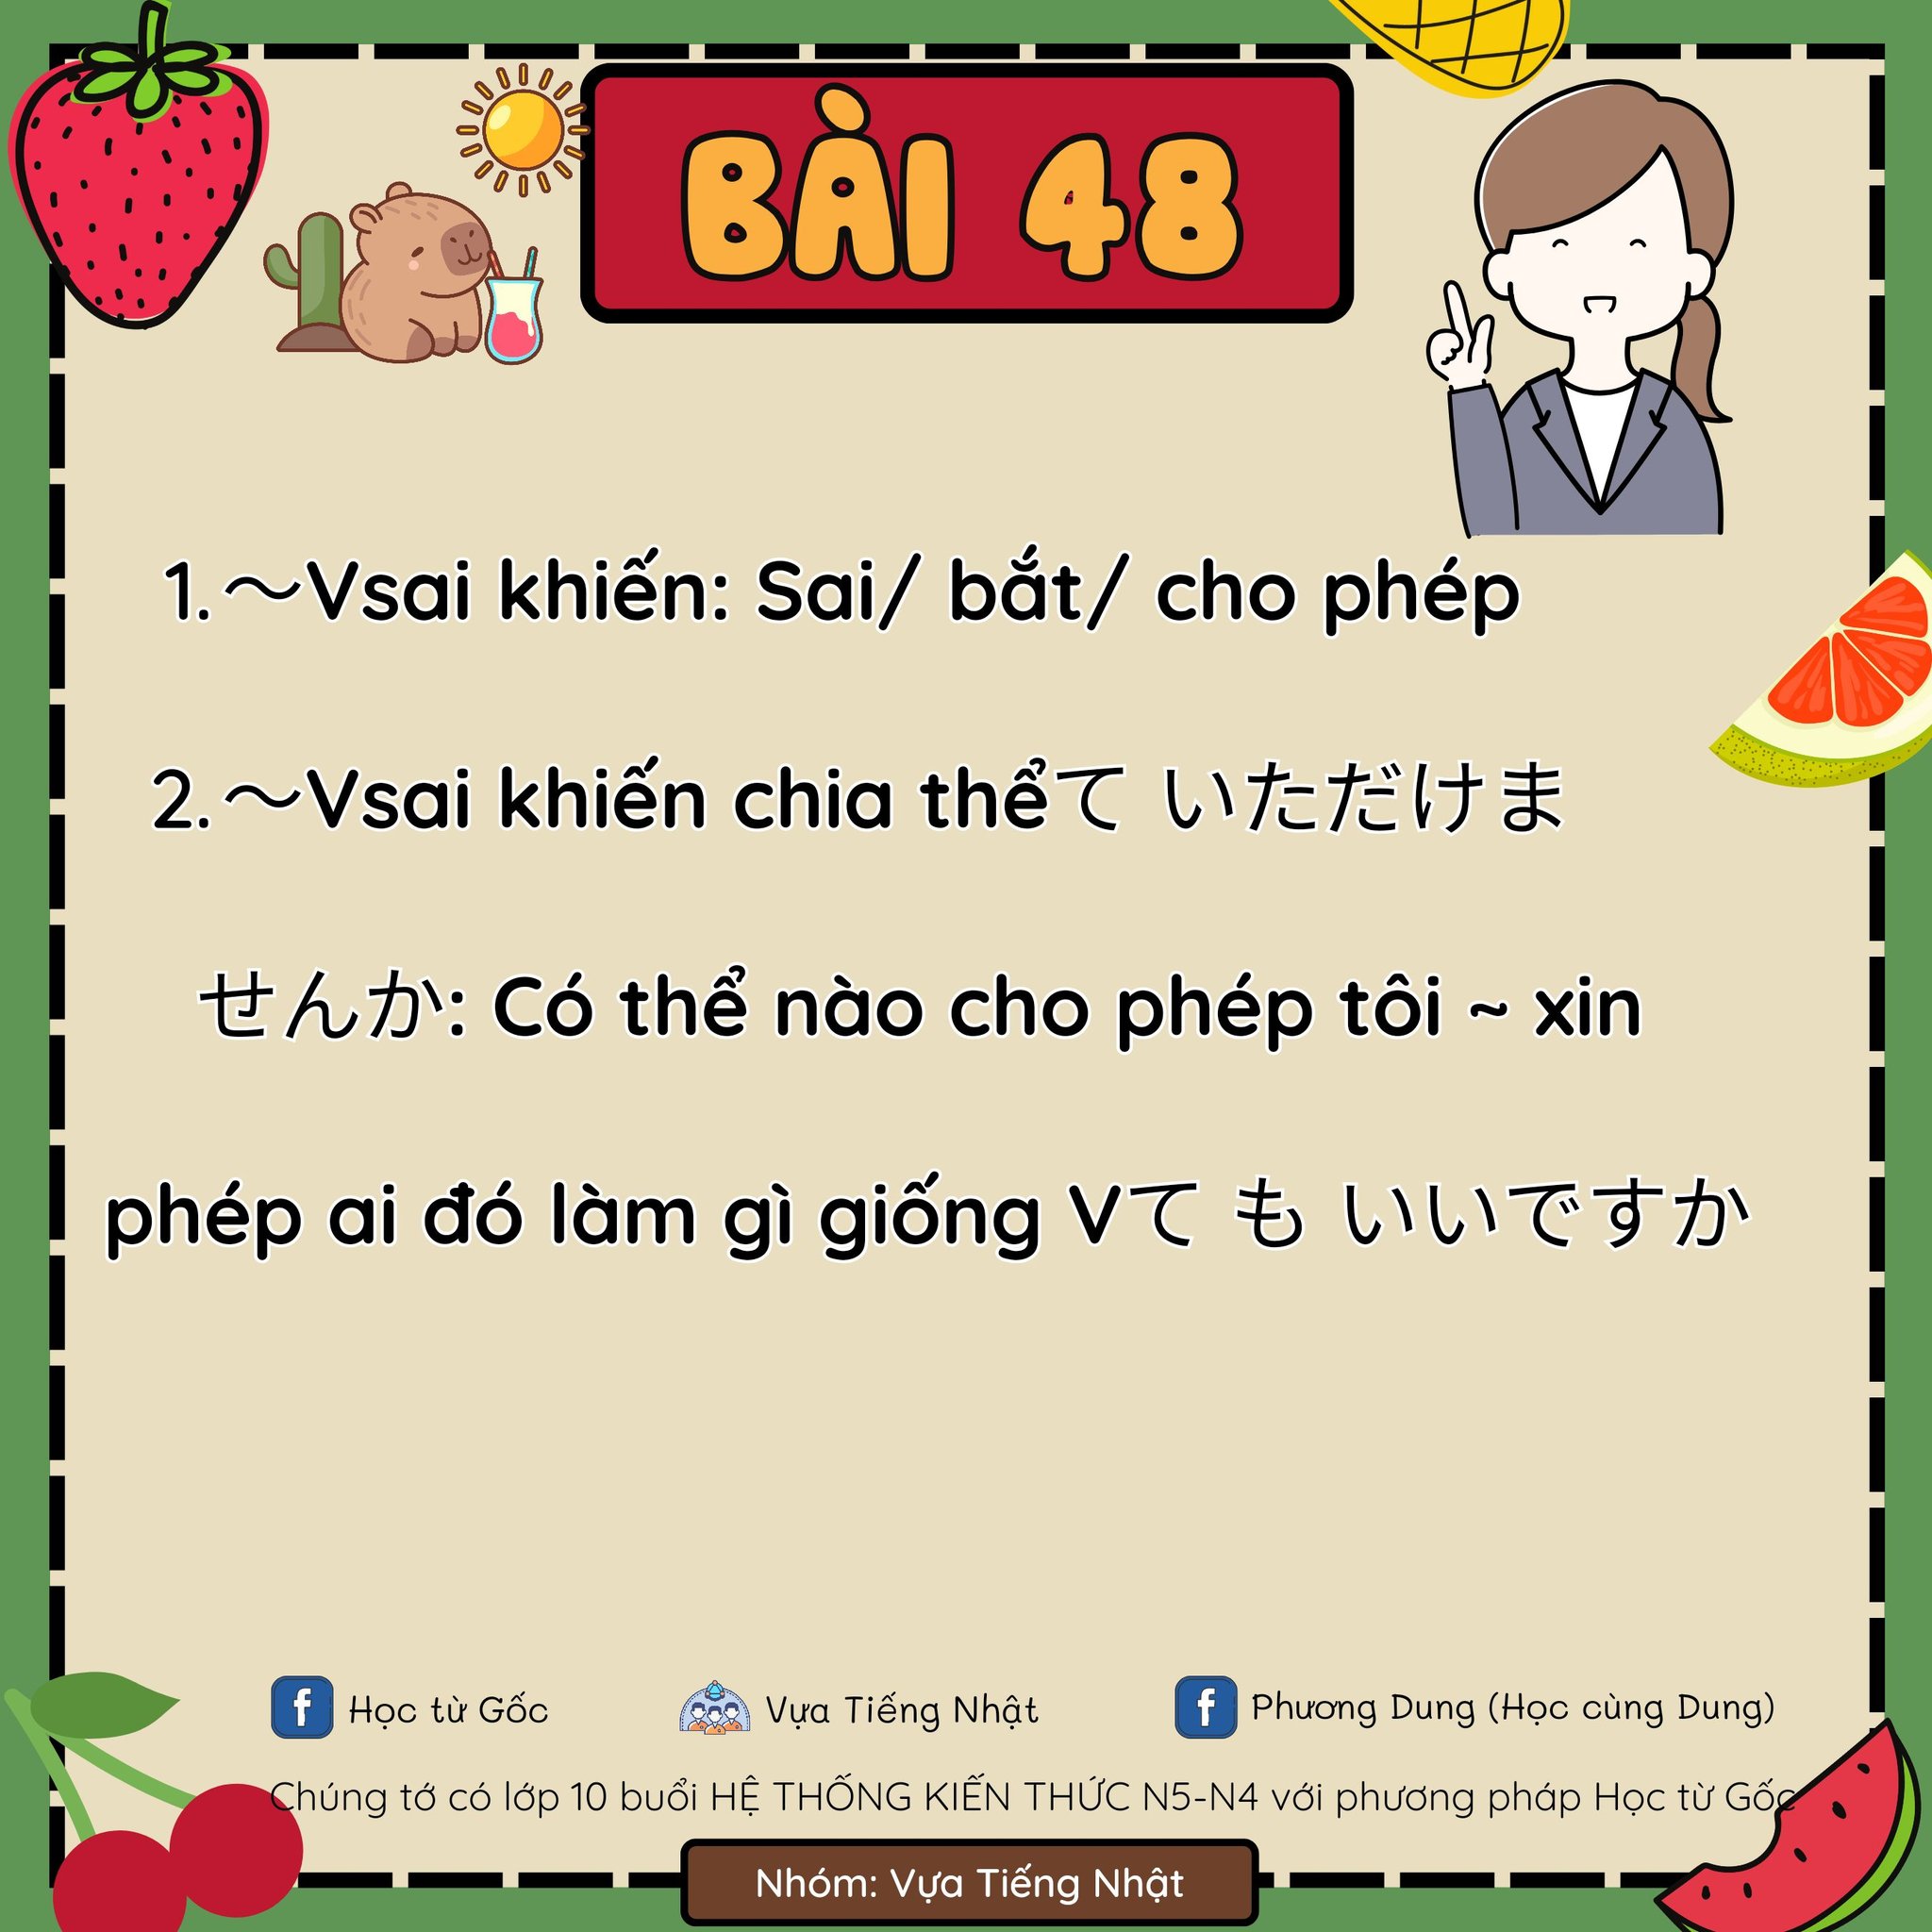 BÀI 48
1. ～Vsai khiến: Sai/ bắt/ cho phép
2. ～Vsai khiến chia thểて いただけま
せんか: Có thể nào cho phép tôi ~ xin
phép ai đó làm gì giống Vて も いいですか
Học từ Gốc
Vựa Tiếng Nhật
Phương Dung (Học cùng Dung)
Chúng tớ có lớp 10 buổi HỆ THỐNG KIẾN THỨC N5-N4 với phương pháp Học từ Gốc
Nhóm: Vựa Tiếng Nhật